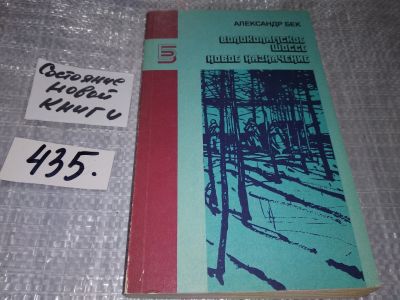 АЛЕКСАНДР БЕК
ВОЛОКОЛАМСКОЕ
ШОССЕ
НОВОЕ НАЗНАЧЕНИЕ
Б
Состояние
новой
книги
435.